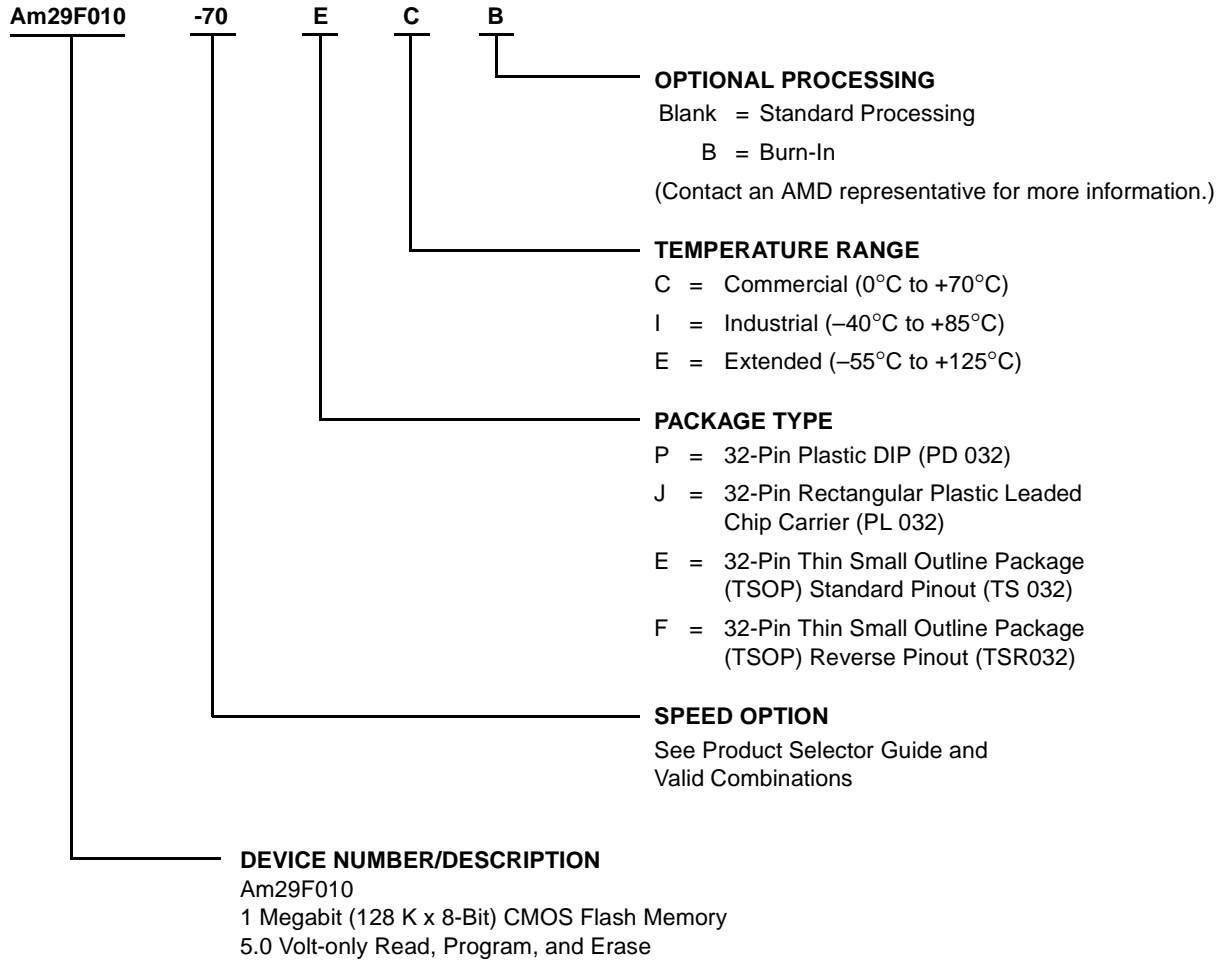 Am29F010 -70 E C B
OPTIONAL PROCESSING
Blank = Standard Processing
B = Burn-In
(Contact an AMD representative for more information.)
TEMPERATURE RANGE
C = Commercial (0°C to +70°C)
I = Industrial (–40°C to +85°C)
E = Extended (–55°C to +125°C)
PACKAGE TYPE
P = 32-Pin Plastic DIP (PD 032)
J = 32-Pin Rectangular Plastic Leaded
Chip Carrier (PL 032)
E = 32-Pin Thin Small Outline Package
(TSOP) Standard Pinout (TS 032)
F = 32-Pin Thin Small Outline Package
(TSOP) Reverse Pinout (TSR032)
SPEED OPTION
See Product Selector Guide and
Valid Combinations
DEVICE NUMBER/DESCRIPTION
Am29F010
1 Megabit (128 K x 8-Bit) CMOS Flash Memory
5.0 Volt-only Read, Program, and Erase